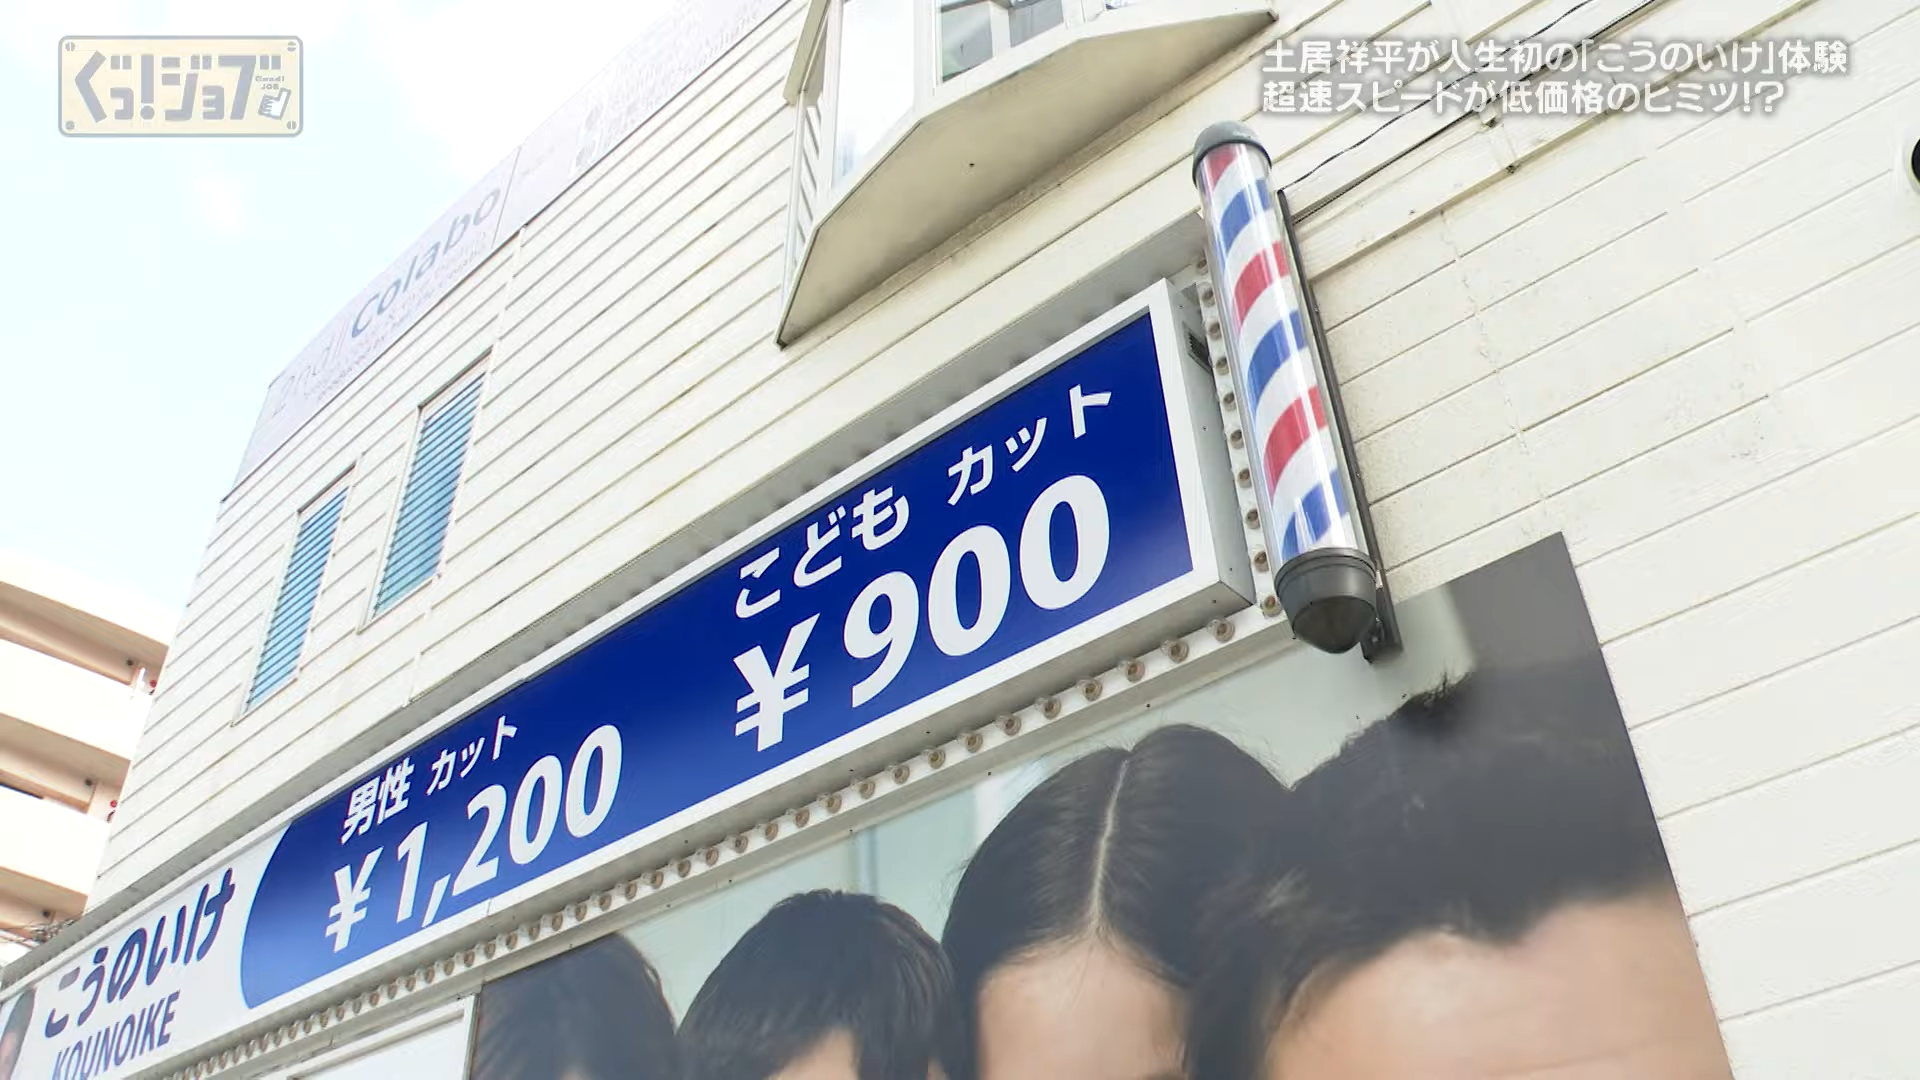 ぐっ!ジョブ
Good!
JOB
土居祥平が人生初の「こうのいけ」体験
超速スピードが低価格のヒミツ!?
2nd colabo
こども カット
¥900
男性 カット
¥1,200
こうのいけ
KOUNOIKE